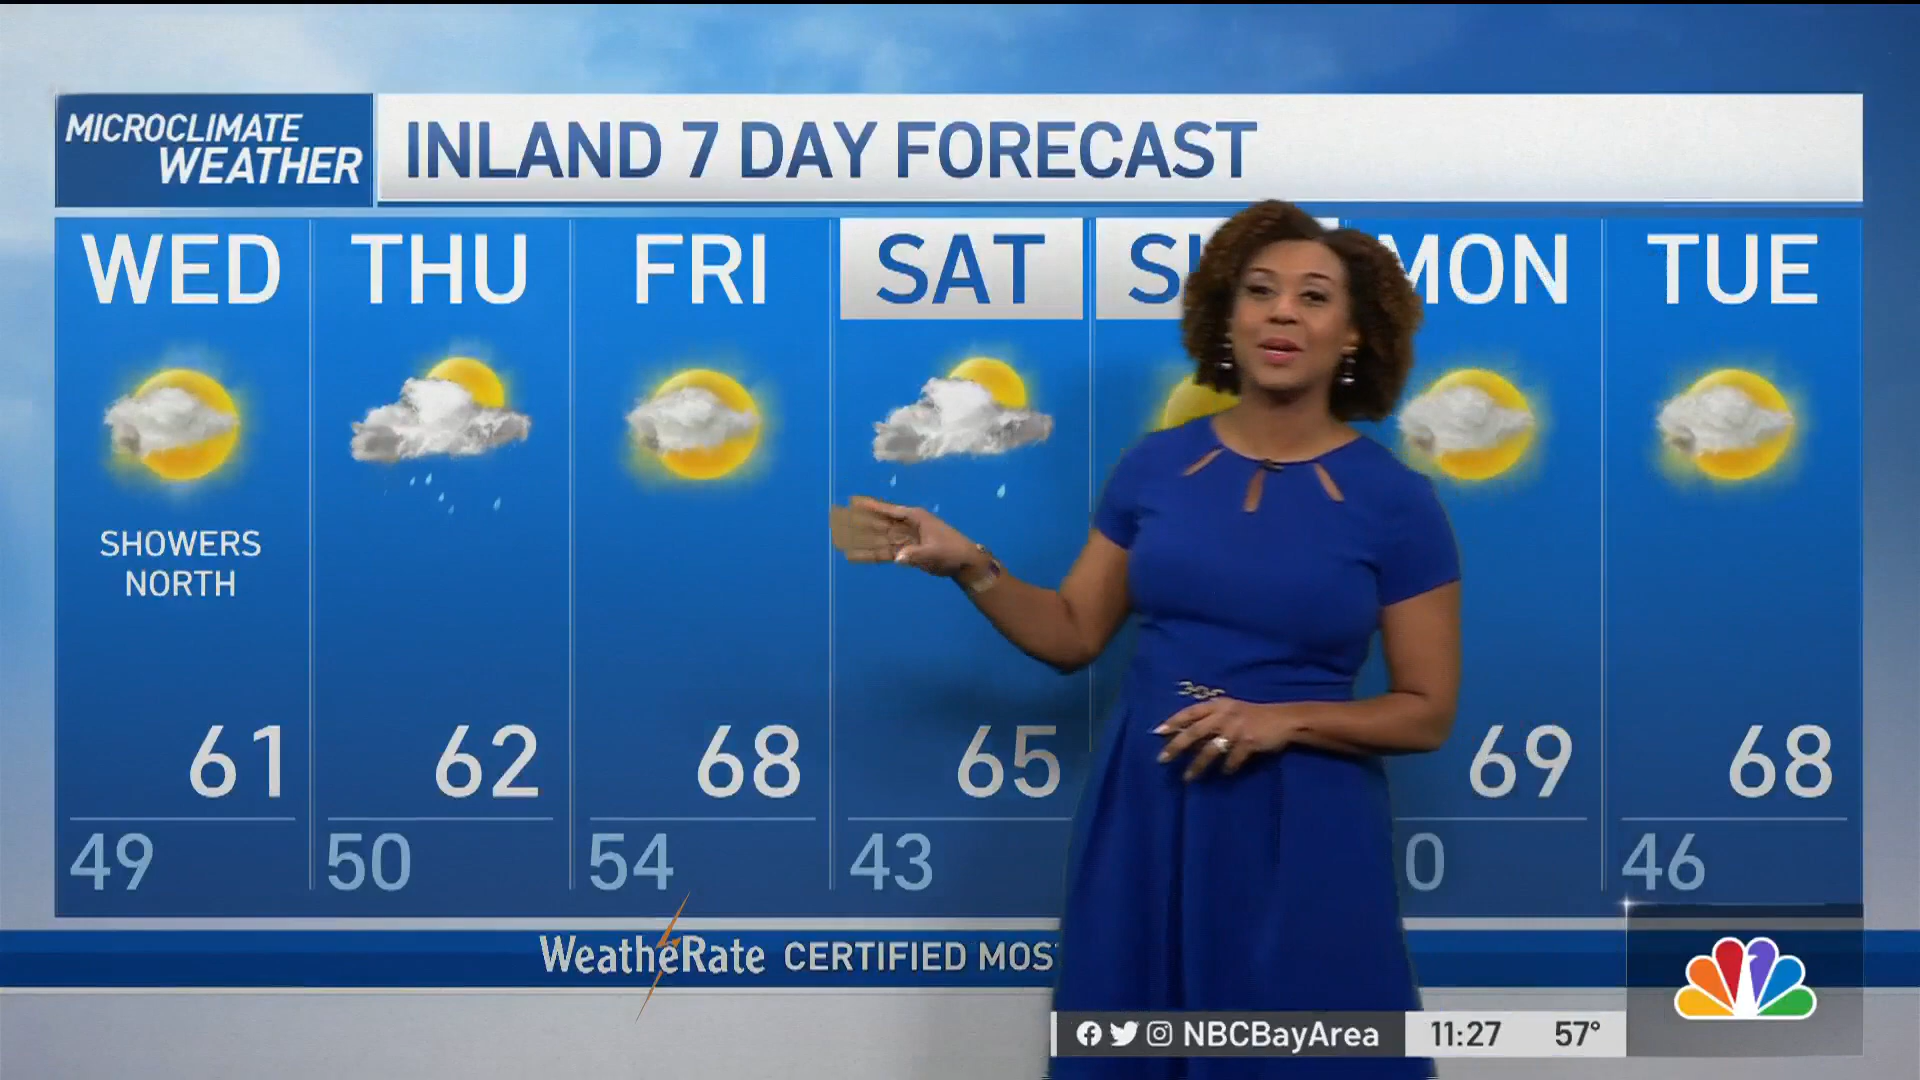 MICROCLIMATE
WEATHER
INLAND 7 DAY FORECAST
WED THU FRI SAT MON TUE
SHOWERS
NORTH
61 62 68 65 69 68
49 50 54 43 46
WeatheRate CERTIFIED
NBCBayArea 11:27 57°